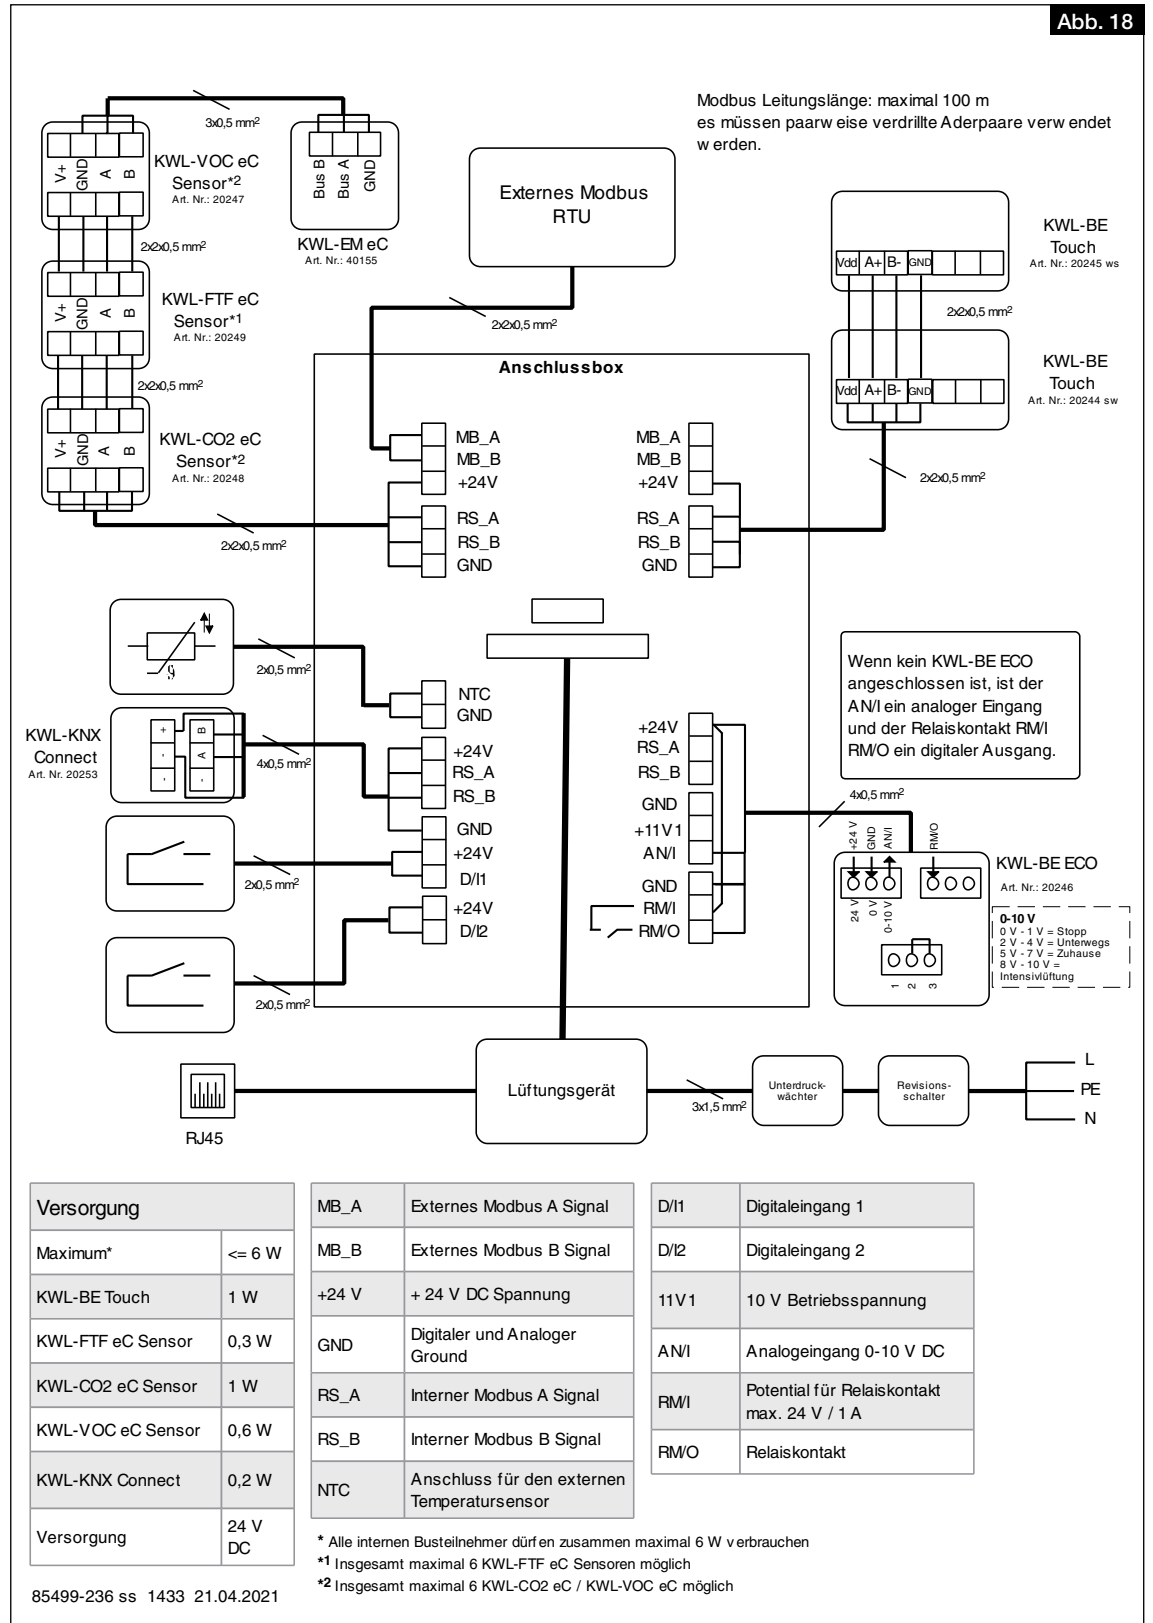 Abb. 18
Modbus Leitungslänge: maximal 100 m
es müssen paarweise verdrillte Aderpaare verwendet
werden.
3x0,5 mm²
V+
GND
A
B
KWL-VOC eC
Sensor*2
Art. Nr.: 20247
Bus B
Bus A
GND
KWL-EM eC
Art. Nr.: 40155
Externes Modbus
RTU
2x2x0,5 mm²
KWL-BE
Touch
Art. Nr.: 20245 ws
Vdd A+ B- GND
2x2x0,5 mm²
V+
GND
A
B
KWL-FTF eC
Sensor*1
Art. Nr.: 20249
2x2x0,5 mm²
2x2x0,5 mm²
KWL-BE
Touch
Art. Nr.: 20244 sw
Vdd A+ B- GND
2x2x0,5 mm²
V+
GND
A
B
KWL-CO2 eC
Sensor*2
Art. Nr.: 20248
2x2x0,5 mm²
Anschlussbox
MB_A
MB_B
+24V
RS_A
RS_B
GND
MB_A
MB_B
+24V
RS_A
RS_B
GND
ϑ
2x0,5 mm²
NTC
GND
KWL-KNX
Connect
Art. Nr. 20253
+
-
-
B
A
-
4x0,5 mm²
+24V
RS_A
RS_B
GND
+24V
D/I1
2x0,5 mm²
+24V
D/I2
2x0,5 mm²
+24V
RS_A
RS_B
GND
+11V1
AN/I
GND
RM/I
RM/O
Wenn kein KWL-BE ECO
angeschlossen ist, ist der
AN/I ein analoger Eingang
und der Relaiskontakt RM/I
RM/O ein digitaler Ausgang.
4x0,5 mm²
+24 V
GND
AN/I
RM/O
24 V
0 V
0-10 V
1
2
3
KWL-BE ECO
Art. Nr.: 20246
0-10 V
0 V - 1 V = Stopp
2 V - 4 V = Unterwegs
5 V - 7 V = Zuhause
8 V - 10 V =
Intensivlüftung
RJ45
Lüftungsgerät
3x1,5 mm²
Unterdruck-
wächter
Revisions-
schalter
L
PE
N
Versorgung
Maximum* <= 6 W
KWL-BE Touch 1 W
KWL-FTF eC Sensor 0,3 W
KWL-CO2 eC Sensor 1 W
KWL-VOC eC Sensor 0,6 W
KWL-KNX Connect 0,2 W
Versorgung 24 V
DC
MB_A Externes Modbus A Signal
MB_B Externes Modbus B Signal
+24 V + 24 V DC Spannung
GND Digitaler und Analoger
Ground
RS_A Interner Modbus A Signal
RS_B Interner Modbus B Signal
NTC Anschluss für den externen
Temperatursensor
D/I1 Digitaleingang 1
D/I2 Digitaleingang 2
11V1 10 V Betriebsspannung
AN/I Analogeingang 0-10 V DC
RM/I Potential für Relaiskontakt
max. 24 V / 1 A
RM/O Relaiskontakt
* Alle internen Busteilnehmer dürfen zusammen maximal 6 W verbrauchen
*1 Insgesamt maximal 6 KWL-FTF eC Sensoren möglich
*2 Insgesamt maximal 6 KWL-CO2 eC / KWL-VOC eC möglich
85499-236 ss 1433 21.04.2021